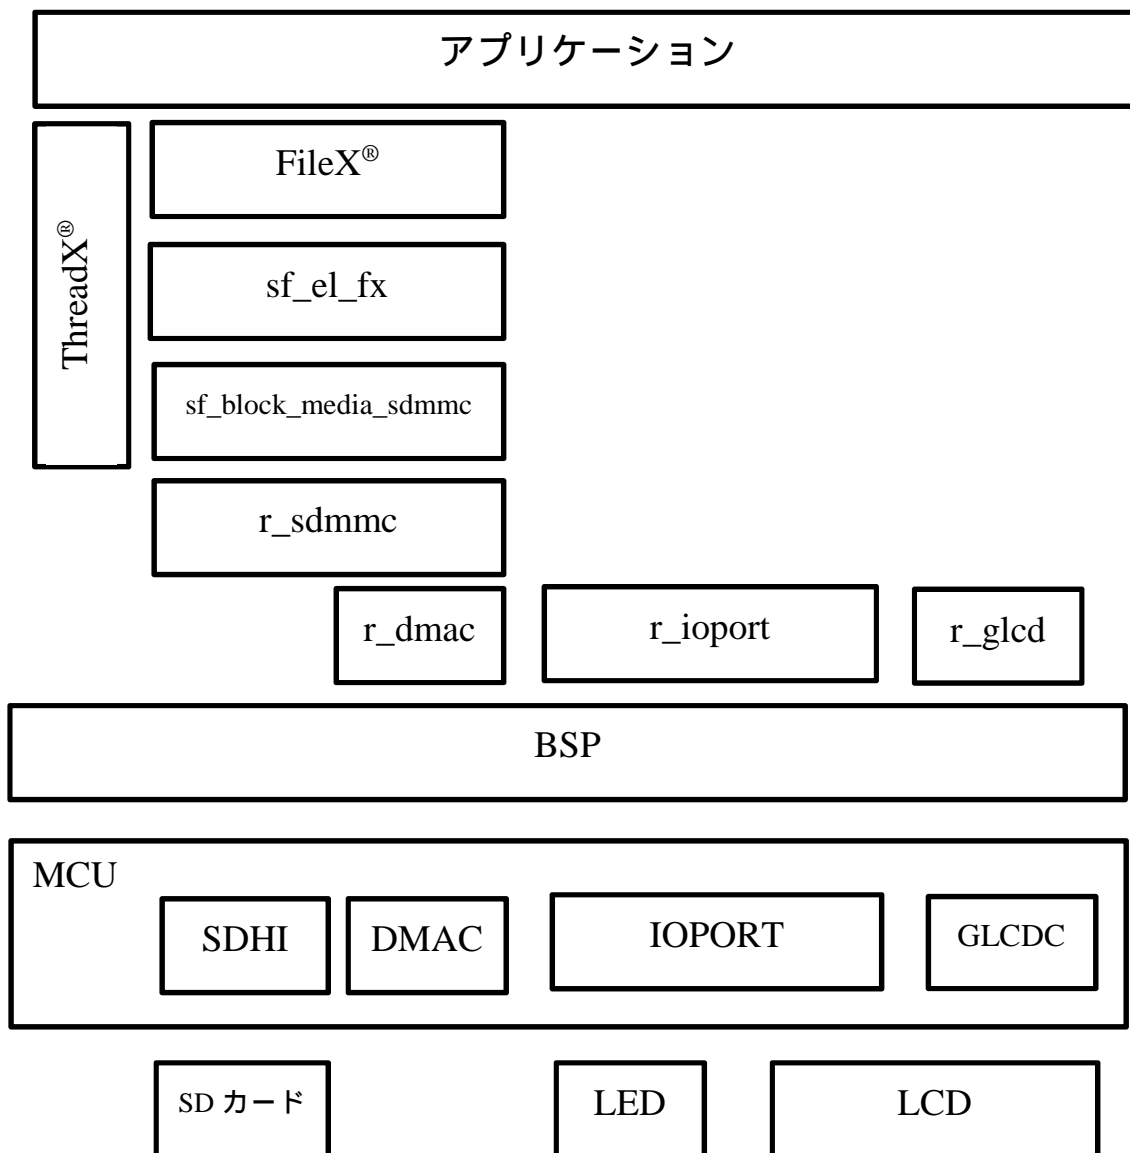 アプリケーション
ThreadX®
FileX®
sf_el_fx
sf_block_media_sdmmc
r_sdmmc
r_dmac
r_ioport
r_glcd
BSP
MCU
SDHI
DMAC
IOPORT
GLCDC
SD カード
LED
LCD